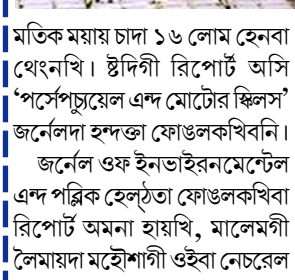 মতিক ময়ায় চাদা ১৬ লোম হেনবা
থেংনখি। ষ্টদিগী রিপোর্ট অসি
‘পর্সেপচ্যুয়েল এন্দ মোটোর স্কিলস’
জর্নেলদা হন্দক্তা ফোঙলকখিবনি।
জর্নেল ওফ ইনভাইরনমেন্টেল
এন্দ পব্লিক হেল্ঠতা ফোঙলকখিবা
রিপোর্ট অমনা হায়খি, মালেমগী
লৈমায়দা মহৌশাগী ওইবা নেচরেল